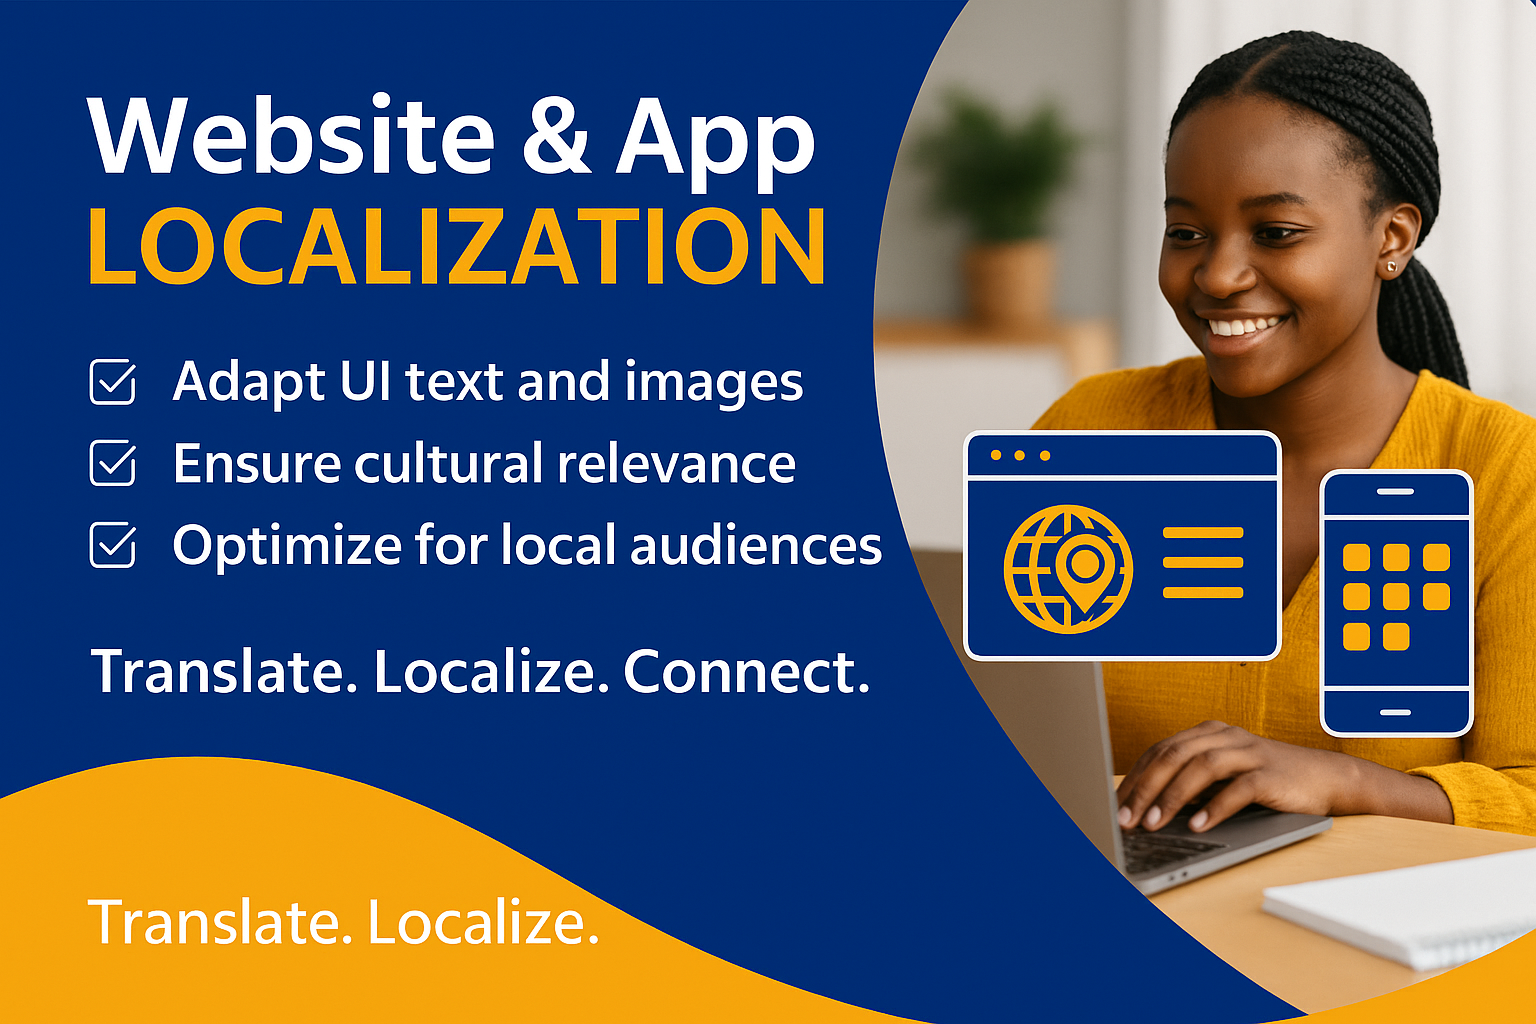 Website & App
LOCALIZATION
Adapt UI text and images
Ensure cultural relevance
Optimize for local audiences
Translate. Localize. Connect.
Translate. Localize.